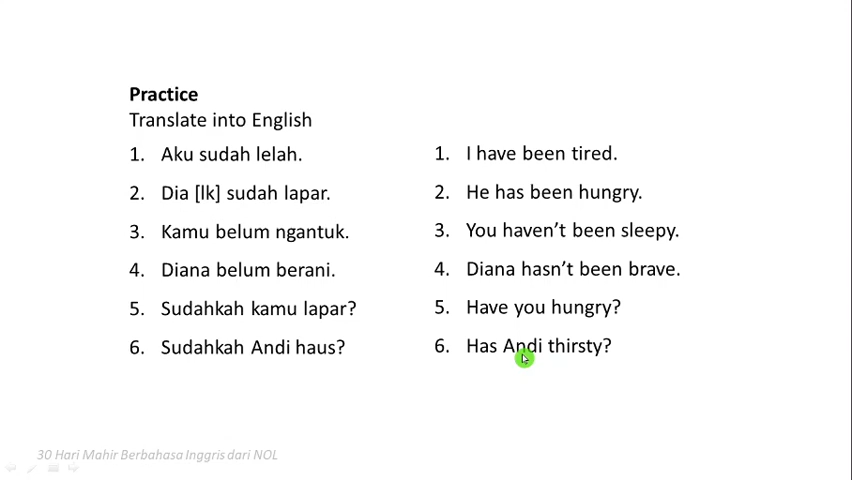 Practice
Translate into English
1. Aku sudah lelah.
2. Dia [lk] sudah lapar.
3. Kamu belum ngantuk.
4. Diana belum berani.
5. Sudahkah kamu lapar?
6. Sudahkah Andi haus?
1. I have been tired.
2. He has been hungry.
3. You haven’t been sleepy.
4. Diana hasn’t been brave.
5. Have you hungry?
6. Has Andi thirsty?
30 Hari Mahir Berbahasa Inggris dari NOL